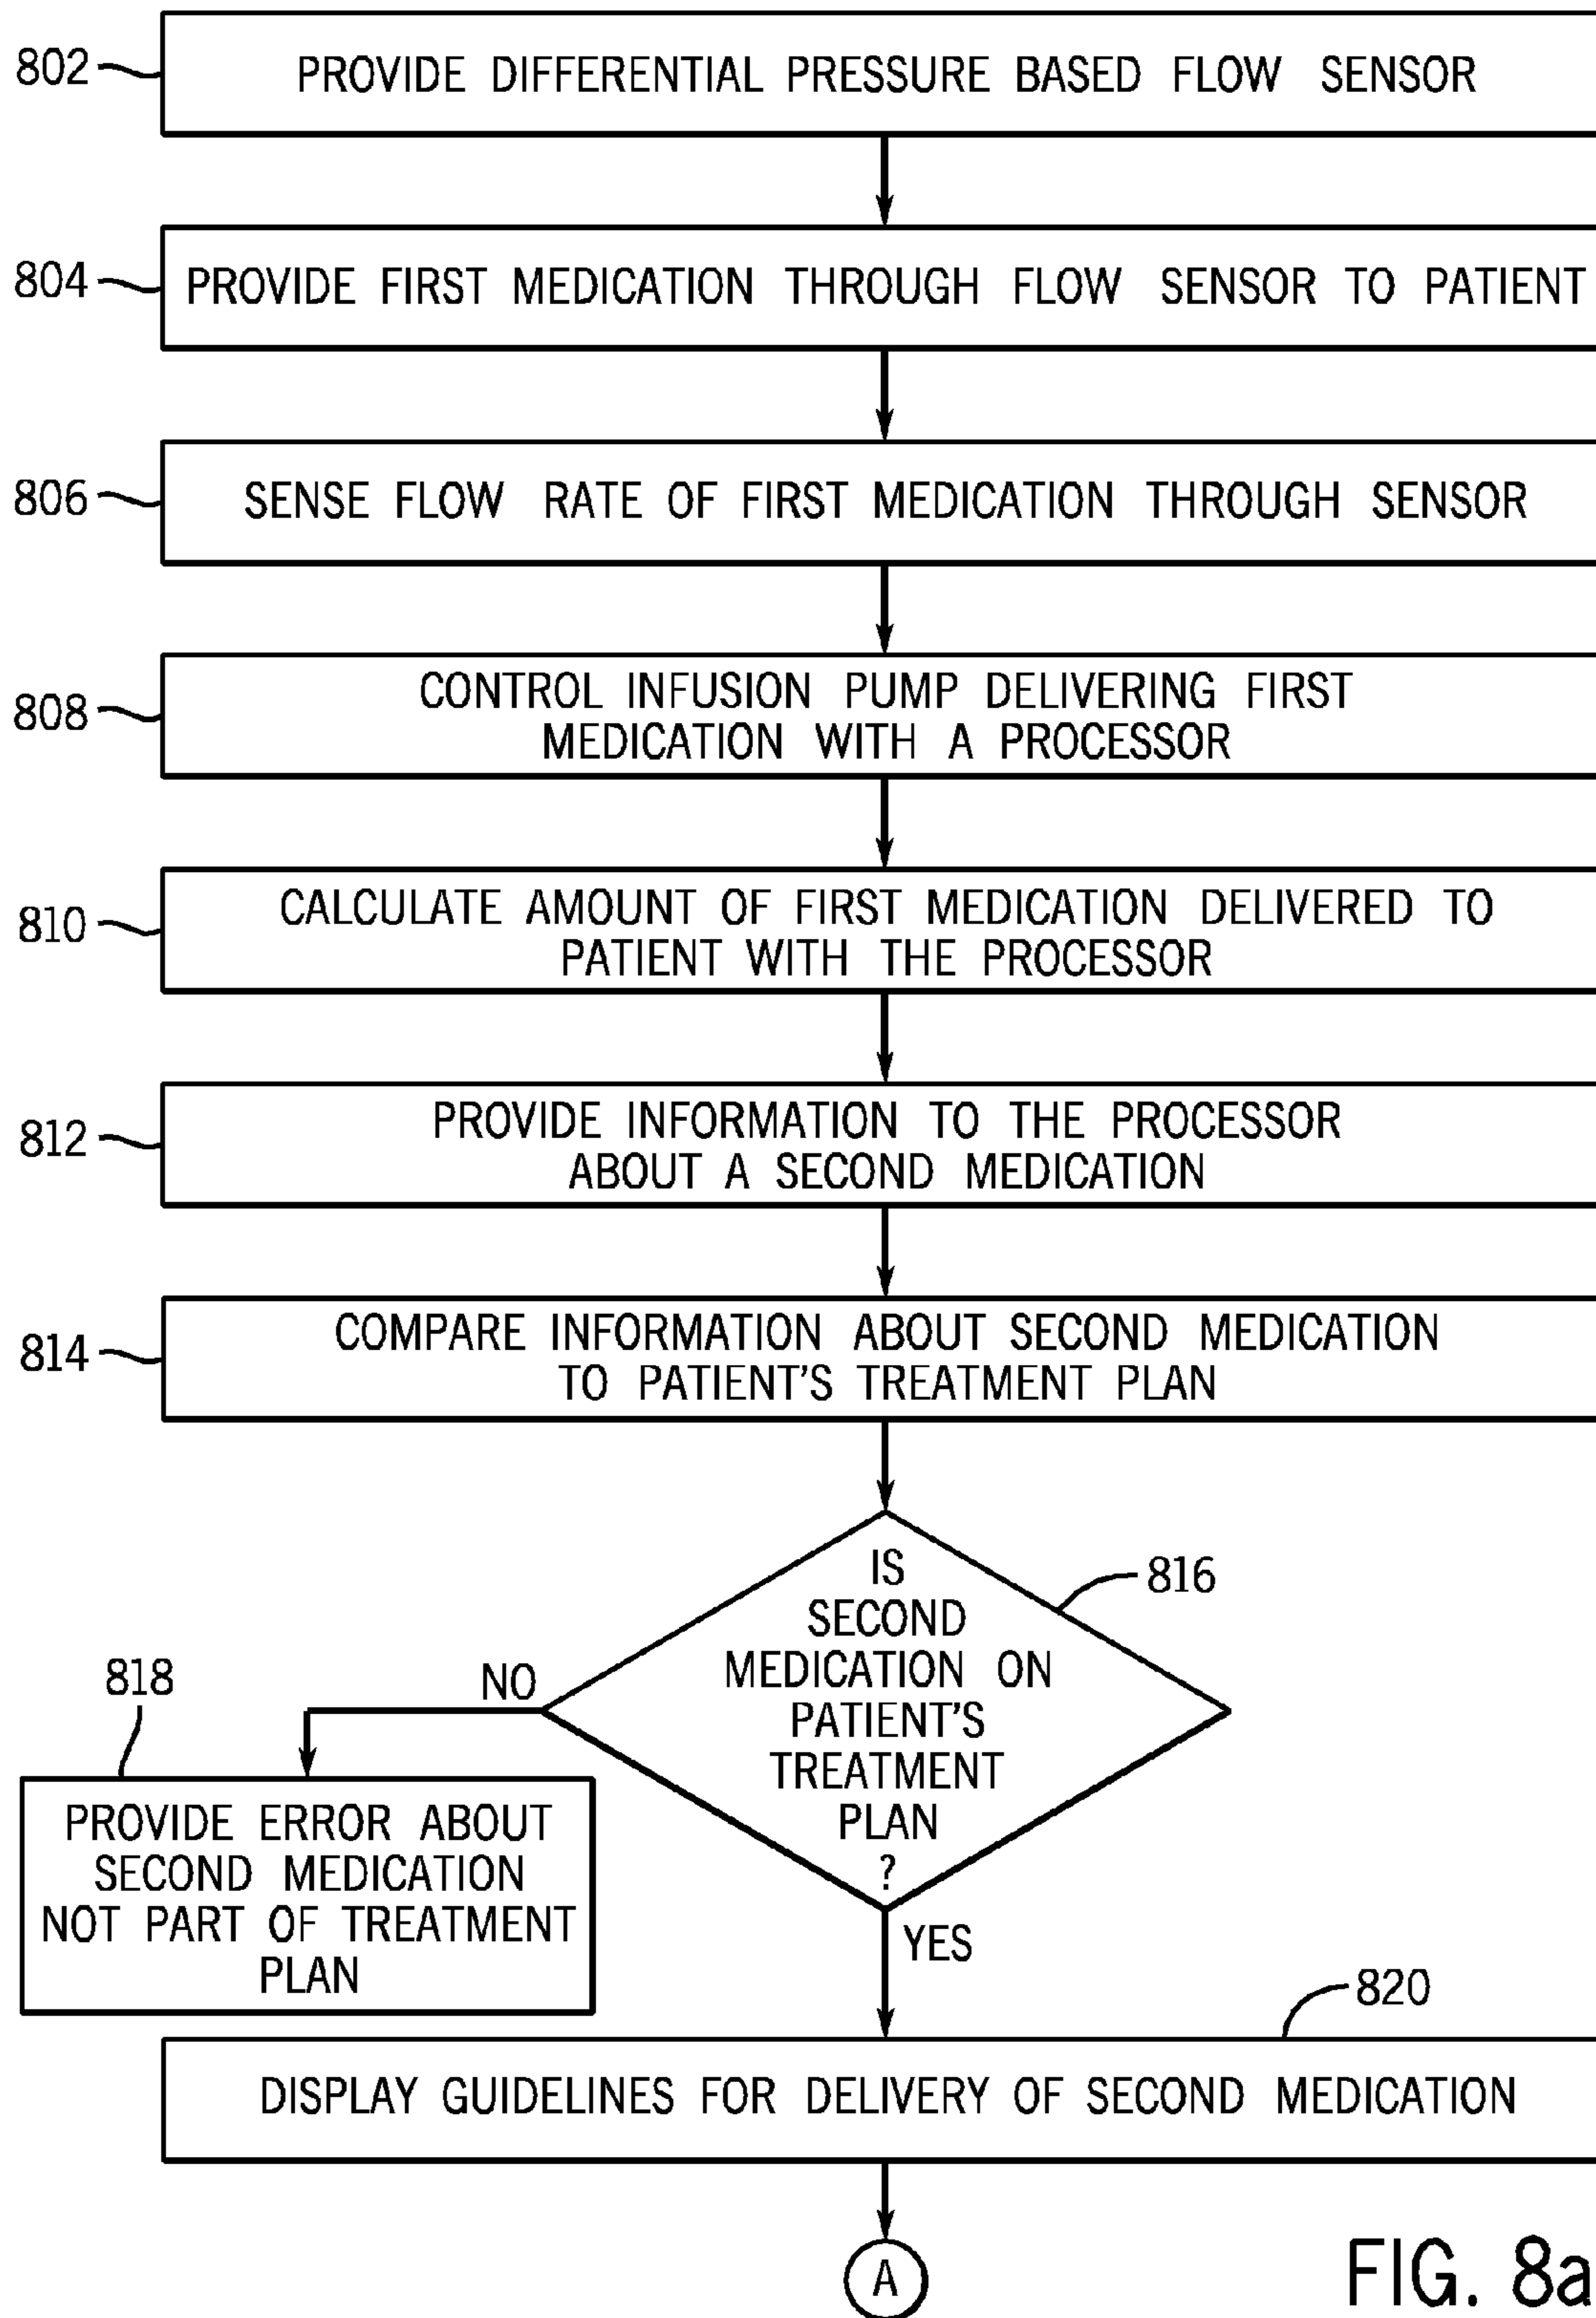 802
PROVIDE DIFFERENTIAL PRESSURE BASED FLOW SENSOR
804
PROVIDE FIRST MEDICATION THROUGH FLOW SENSOR TO PATIENT
806
SENSE FLOW RATE OF FIRST MEDICATION THROUGH SENSOR
808
CONTROL INFUSION PUMP DELIVERING FIRST
MEDICATION WITH A PROCESSOR
810
CALCULATE AMOUNT OF FIRST MEDICATION DELIVERED TO
PATIENT WITH THE PROCESSOR
812
PROVIDE INFORMATION TO THE PROCESSOR
ABOUT A SECOND MEDICATION
814
COMPARE INFORMATION ABOUT SECOND MEDICATION
TO PATIENT'S TREATMENT PLAN
816
IS
SECOND
MEDICATION ON
PATIENT'S
TREATMENT
PLAN
?
NO
818
PROVIDE ERROR ABOUT
SECOND MEDICATION
NOT PART OF TREATMENT
PLAN
YES
820
DISPLAY GUIDELINES FOR DELIVERY OF SECOND MEDICATION
A
FIG. 8a